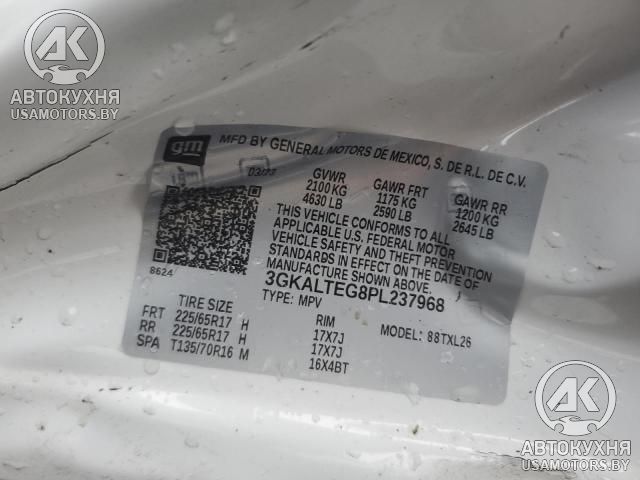 AK
АВТОКУХНЯ
USAMOTORS.BY
gm
MFD BY GENERAL MOTORS DE MEXICO, S. DE R.L. DE C.V.
GVWR GAWR FRT GAWR RR
2100 KG 1175 KG 1200 KG
4630 LB 2590 LB 2645 LB
THIS VEHICLE CONFORMS TO ALL
APPLICABLE U.S. FEDERAL MOTOR
VEHICLE SAFETY AND THEFT PREVENTION
STANDARDS IN EFFECT ON THE DATE OF
MANUFACTURE SHOWN ABOVE.
8624
3GKALTEG8PL237968
TYPE: MPV
MODEL: 88TXL26
TIRE SIZE RIM
FRT 225/65R17 H 17X7J
RR 225/65R17 H 17X7J
SPA T135/70R16 M 16X4BT
AK
АВТОКУХНЯ
USAMOTORS.BY